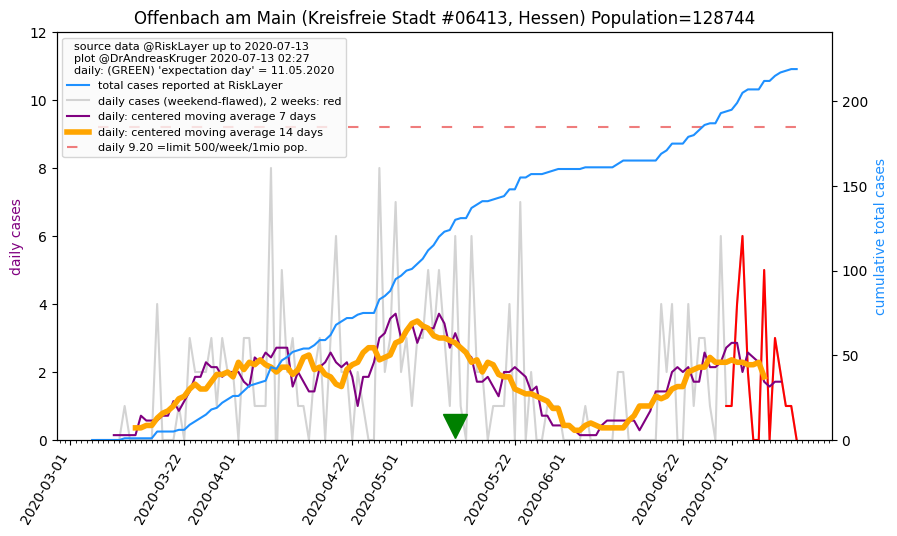 Offenbach am Main (Kreisfreie Stadt #06413, Hessen) Population=128744
source data @RiskLayer up to 2020-07-13
plot @DrAndreasKruger 2020-07-13 02:27
daily: (GREEN) 'expectation day' = 11.05.2020
total cases reported at RiskLayer
daily cases (weekend-flawed), 2 weeks: red
daily: centered moving average 7 days
daily: centered moving average 14 days
daily 9.20 =limit 500/week/1mio pop.
daily cases
12
10
8
6
4
2
0
cumulative total cases
200
150
100
50
0
2020-03-01
2020-03-22
2020-04-01
2020-04-22
2020-05-01
2020-05-22
2020-06-01
2020-06-22
2020-07-01